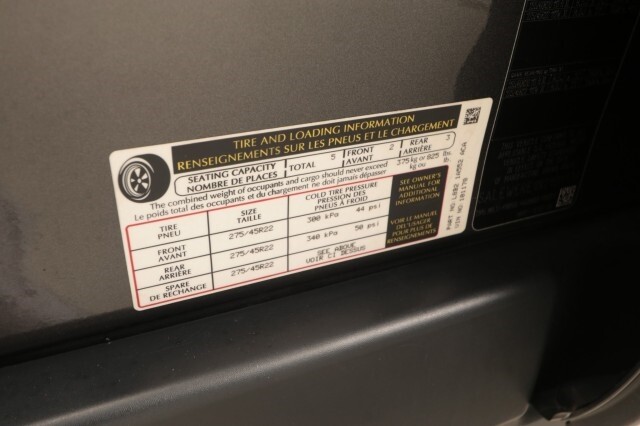 TIRE AND LOADING INFORMATION
RENSEIGNEMENTS SUR LES PNEUS ET LE CHARGEMENT
SEATING CAPACITY
NOMBRE DE PLACES
TOTAL 5
FRONT
AVANT 2
REAR
ARRIÈRE 3
The combined weight of occupants and cargo should never exceed 375 kg or 825 lbs.
Le poids total des occupants et du chargement ne doit jamais dépasser kg ou lb.
TIRE
PNEU
SIZE
TAILLE
COLD TIRE PRESSURE
PRESSION DES
PNEUS À FROID
FRONT
AVANT
275/45R22
300 kPa 44 psi
REAR
ARRIÈRE
275/45R22
340 kPa 50 psi
SPARE
DE RECHANGE
275/45R22
SEE ABOVE
VOIR CI DESSUS
SEE OWNER'S
MANUAL FOR
ADDITIONAL
INFORMATION
VOIR LE MANUEL
DE L'USAGER
POUR PLUS DE
RENSEIGNEMENTS